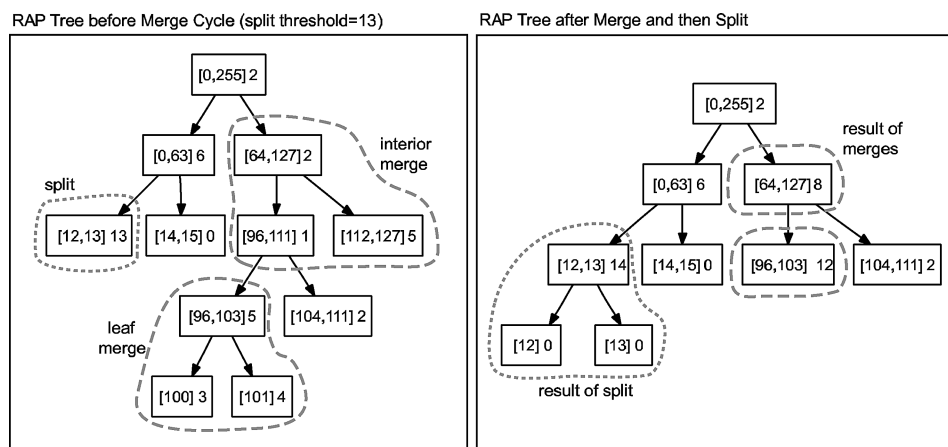 RAP Tree before Merge Cycle (split threshold=13)
[0,255] 2
[0,63] 6
[64,127] 2
interior
merge
split
[12,13] 13
[14,15] 0
[96,111] 1
[112,127] 5
leaf
merge
[96,103] 5
[104,111] 2
[100] 3
[101] 4
RAP Tree after Merge and then Split
[0,255] 2
result of
merges
[0,63] 6
[64,127] 8
[12,13] 14
[14,15] 0
[96,103] 12
[104,111] 2
[12] 0
[13] 0
result of split